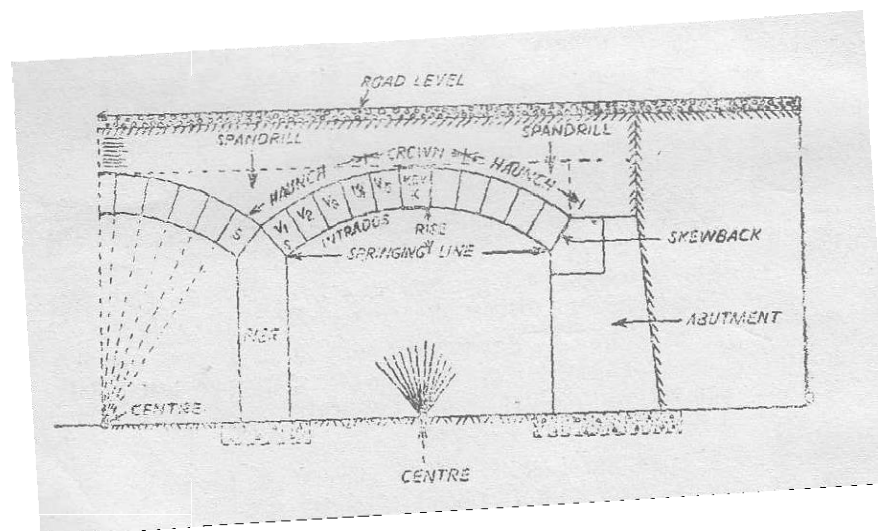 ROAD LEVEL
SPANDRILL
SPANDRILL
HAUNCH
CROWN
HAUNCH
S
V1
V2
V3
V4
V5
KEY
K
S
INTRADOS
RISE
SPRINGING LINE
SKEWBACK
PIER
ABUTMENT
CENTRE
CENTRE